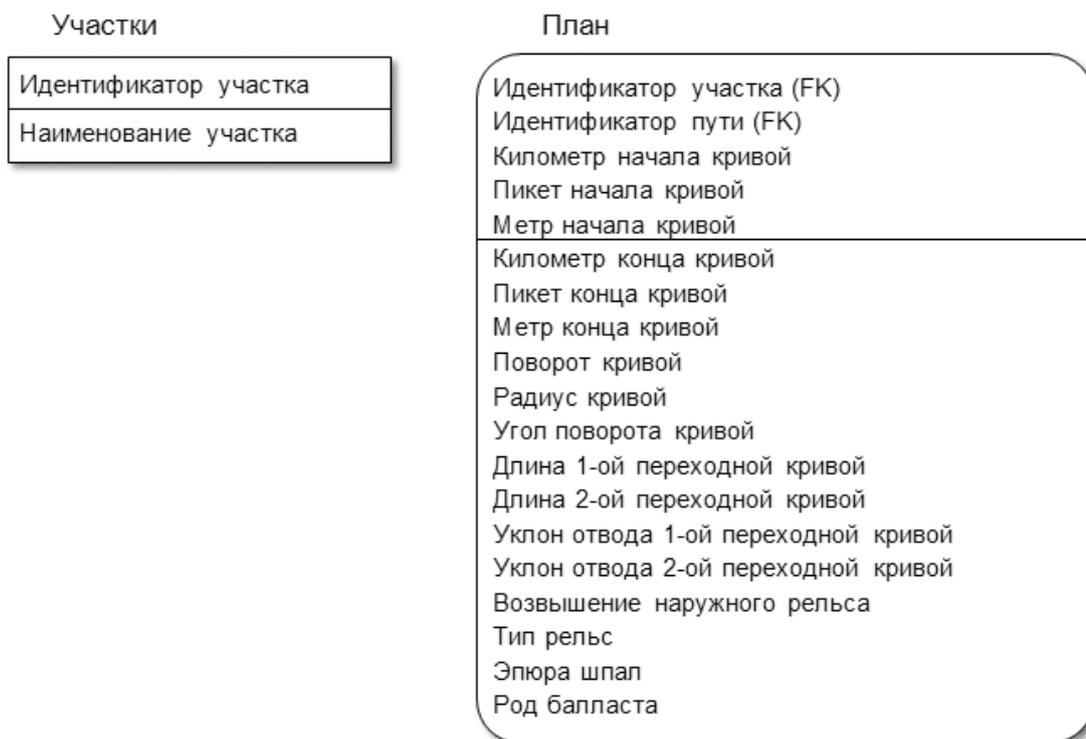 Участки
Идентификатор участка
Наименование участка
План
Идентификатор участка (FK)
Идентификатор пути (FK)
Километр начала кривой
Пикет начала кривой
Метр начала кривой
Километр конца кривой
Пикет конца кривой
Метр конца кривой
Поворот кривой
Радиус кривой
Угол поворота кривой
Длина 1-ой переходной кривой
Длина 2-ой переходной кривой
Уклон отвода 1-ой переходной кривой
Уклон отвода 2-ой переходной кривой
Возвышение наружного рельса
Тип рельс
Эпюра шпал
Род балласта